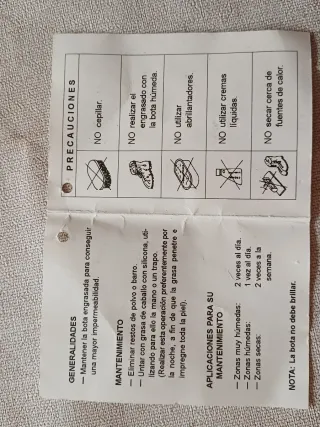 GENERALIDADES
— Mantener la bota engrasada para conseguir
una mayor impermeabilidad.
MANTENIMIENTO
— Eliminar restos de polvo o barro.
— Untar con grasa de caballo con silicona, uti-
lizando para ello la mano o un trapo.
(Realizar esta operación preferentemente por
la noche, a fin de que la grasa penetre e
impregne toda la piel).
APLICACIONES PARA SU
MANTENIMIENTO
— Zonas muy húmedas: 2 veces al día.
— Zonas húmedas: 1 vez al día.
— Zonas secas: 2 veces a la
semana.
NOTA: La bota no debe brillar.
PRECAUCIONES
NO cepillar.
NO realizar el
engrasado con
la bota húmeda.
NO utilizar
abrillantadores.
NO utilizar cremas
líquidas.
NO secar cerca de
fuentes de calor.